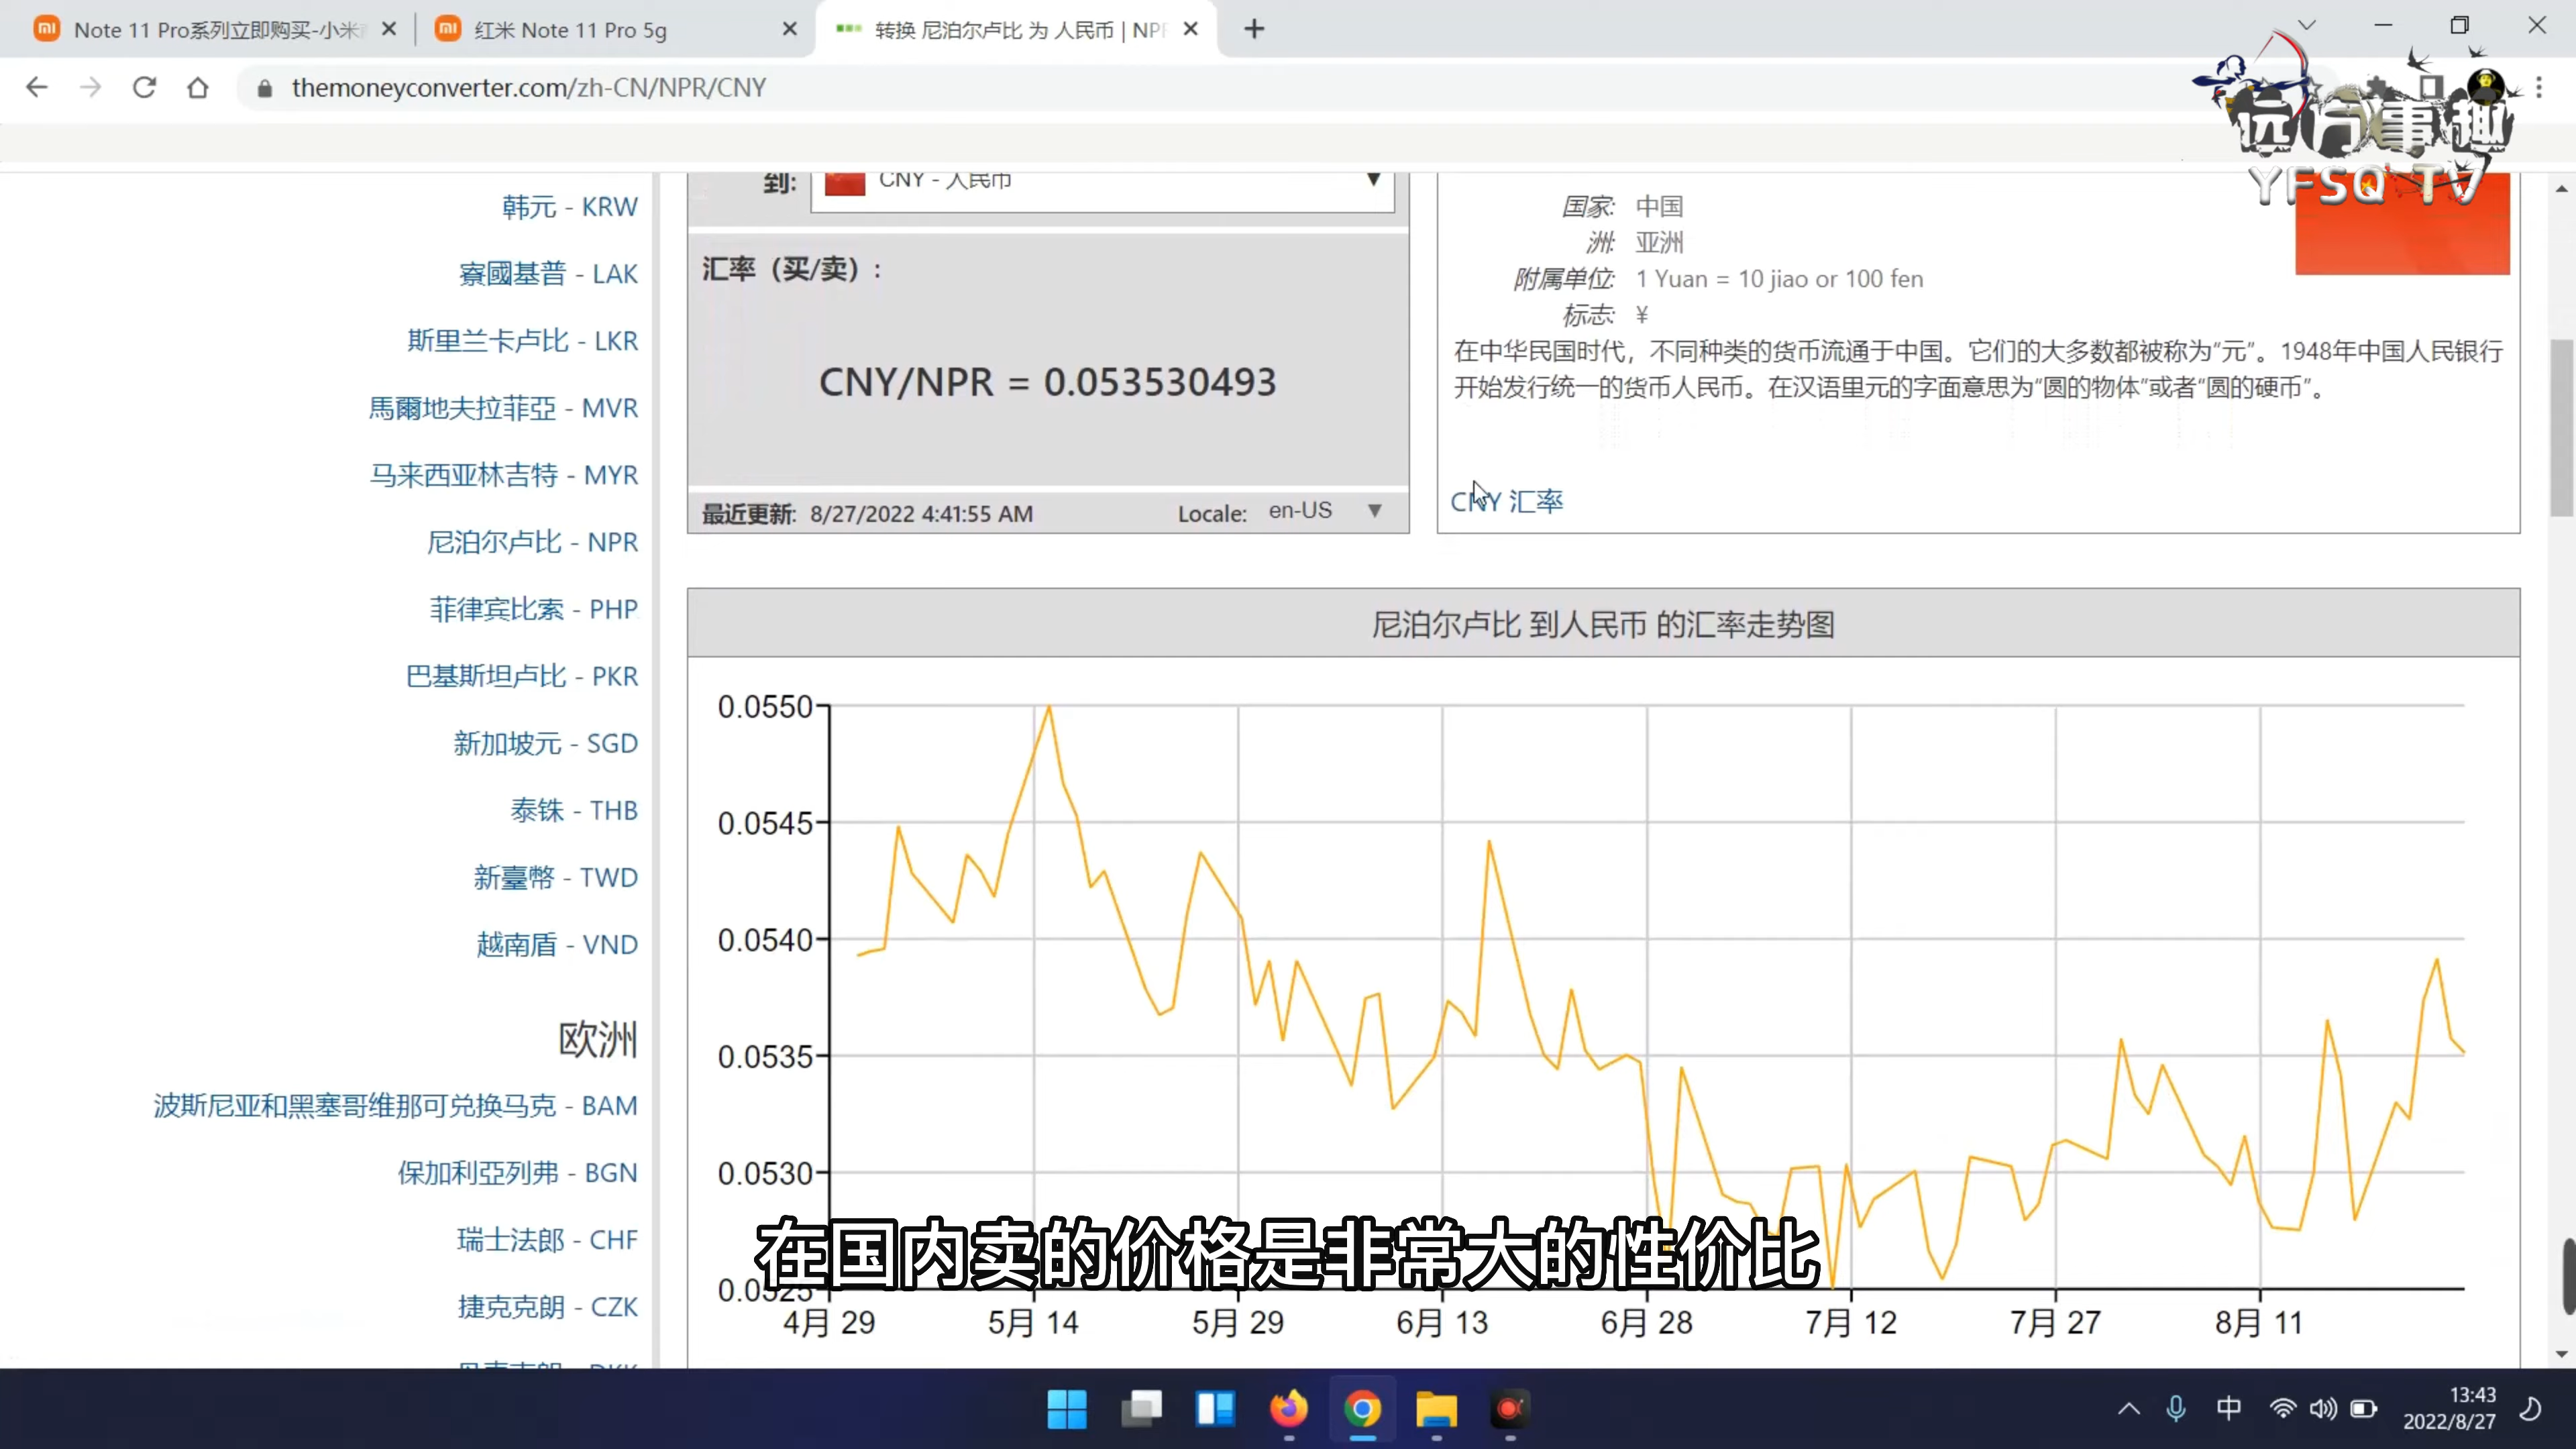 Note 11 Pro系列立即购买-小米
红米 Note 11 Pro 5g
转换 尼泊尔卢比 为 人民币 | NPR
themoneyconverter.com/zh-CN/NPR/CNY
远方事趣
YFSQ TV
韩元 - KRW
寮國基普 - LAK
斯里兰卡卢比 - LKR
馬爾地夫拉菲亞 - MVR
马来西亚林吉特 - MYR
尼泊尔卢比 - NPR
菲律宾比索 - PHP
巴基斯坦卢比 - PKR
新加坡元 - SGD
泰铢 - THB
新臺幣 - TWD
越南盾 - VND
欧洲
波斯尼亚和黑塞哥维那可兑换马克 - BAM
保加利亞列弗 - BGN
瑞士法郎 - CHF
捷克克朗 - CZK
到: CNY - 人民币
汇率（买/卖）:
CNY/NPR = 0.053530493
最近更新: 8/27/2022 4:41:55 AM Locale: en-US
国家: 中国
洲: 亚洲
附属单位: 1 Yuan = 10 jiao or 100 fen
标志: ¥
在中华民国时代，不同种类的货币流通于中国。它们的大多数都被称为“元”。1948年中国人民银行
开始发行统一的货币人民币。在汉语里元的字面意思为“圆的物体”或者“圆的硬币”。
CNY 汇率
尼泊尔卢比 到人民币 的汇率走势图
0.0550
0.0545
0.0540
0.0535
0.0530
0.0525
4月 29 5月 14 5月 29 6月 13 6月 28 7月 12 7月 27 8月 11
在国内卖的价格是非常大的性价比
中
13:43
2022/8/27